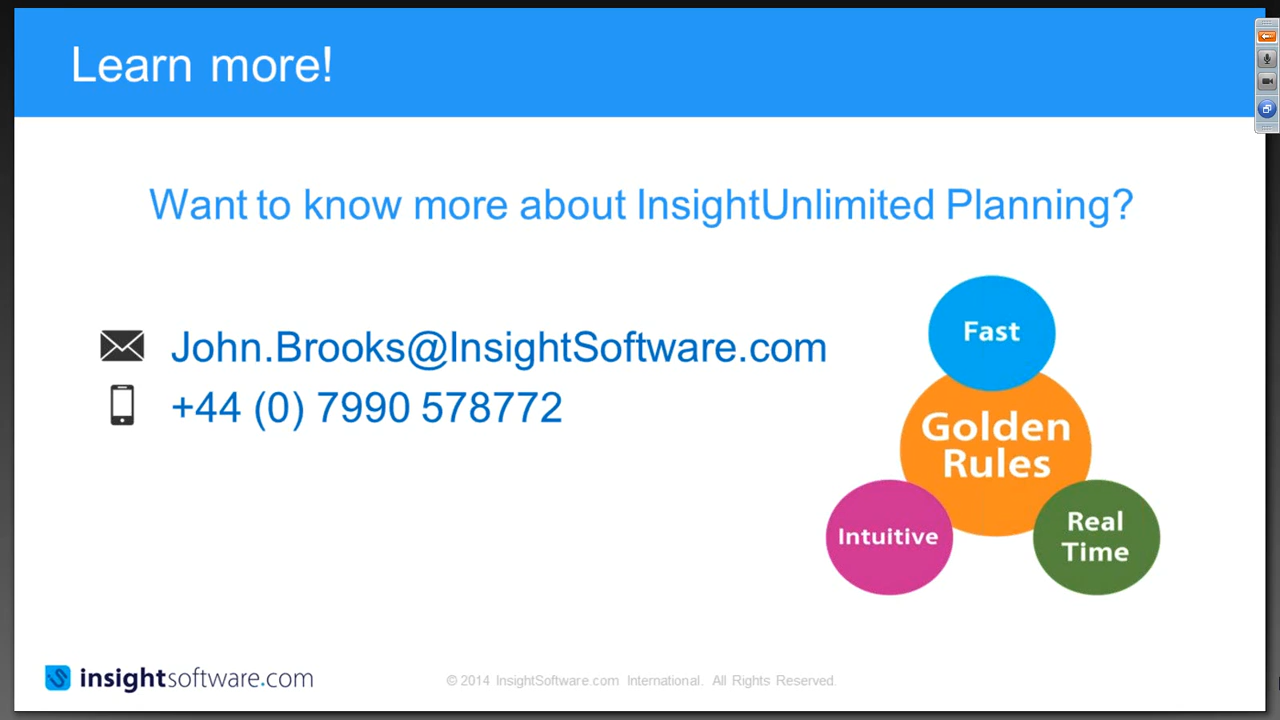 Learn more!
Want to know more about InsightUnlimited Planning?
John.Brooks@InsightSoftware.com
+44 (0) 7990 578772
Fast
Golden
Rules
Intuitive
Real
Time
insightsoftware.com
© 2014 InsightSoftware.com International. All Rights Reserved.